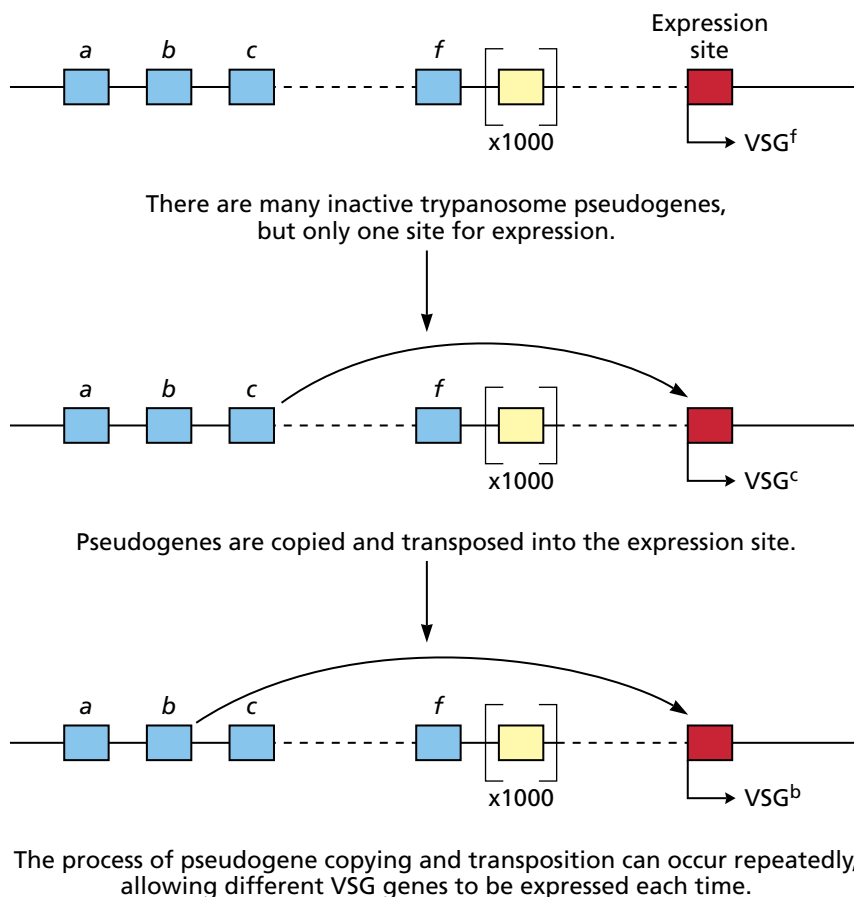 Expression
site
a b c f
x1000
VSGᶠ
There are many inactive trypanosome pseudogenes,
but only one site for expression.
a b c f
x1000
VSGᶜ
Pseudogenes are copied and transposed into the expression site.
a b c f
x1000
VSGᵇ
The process of pseudogene copying and transposition can occur repeatedly,
allowing different VSG genes to be expressed each time.